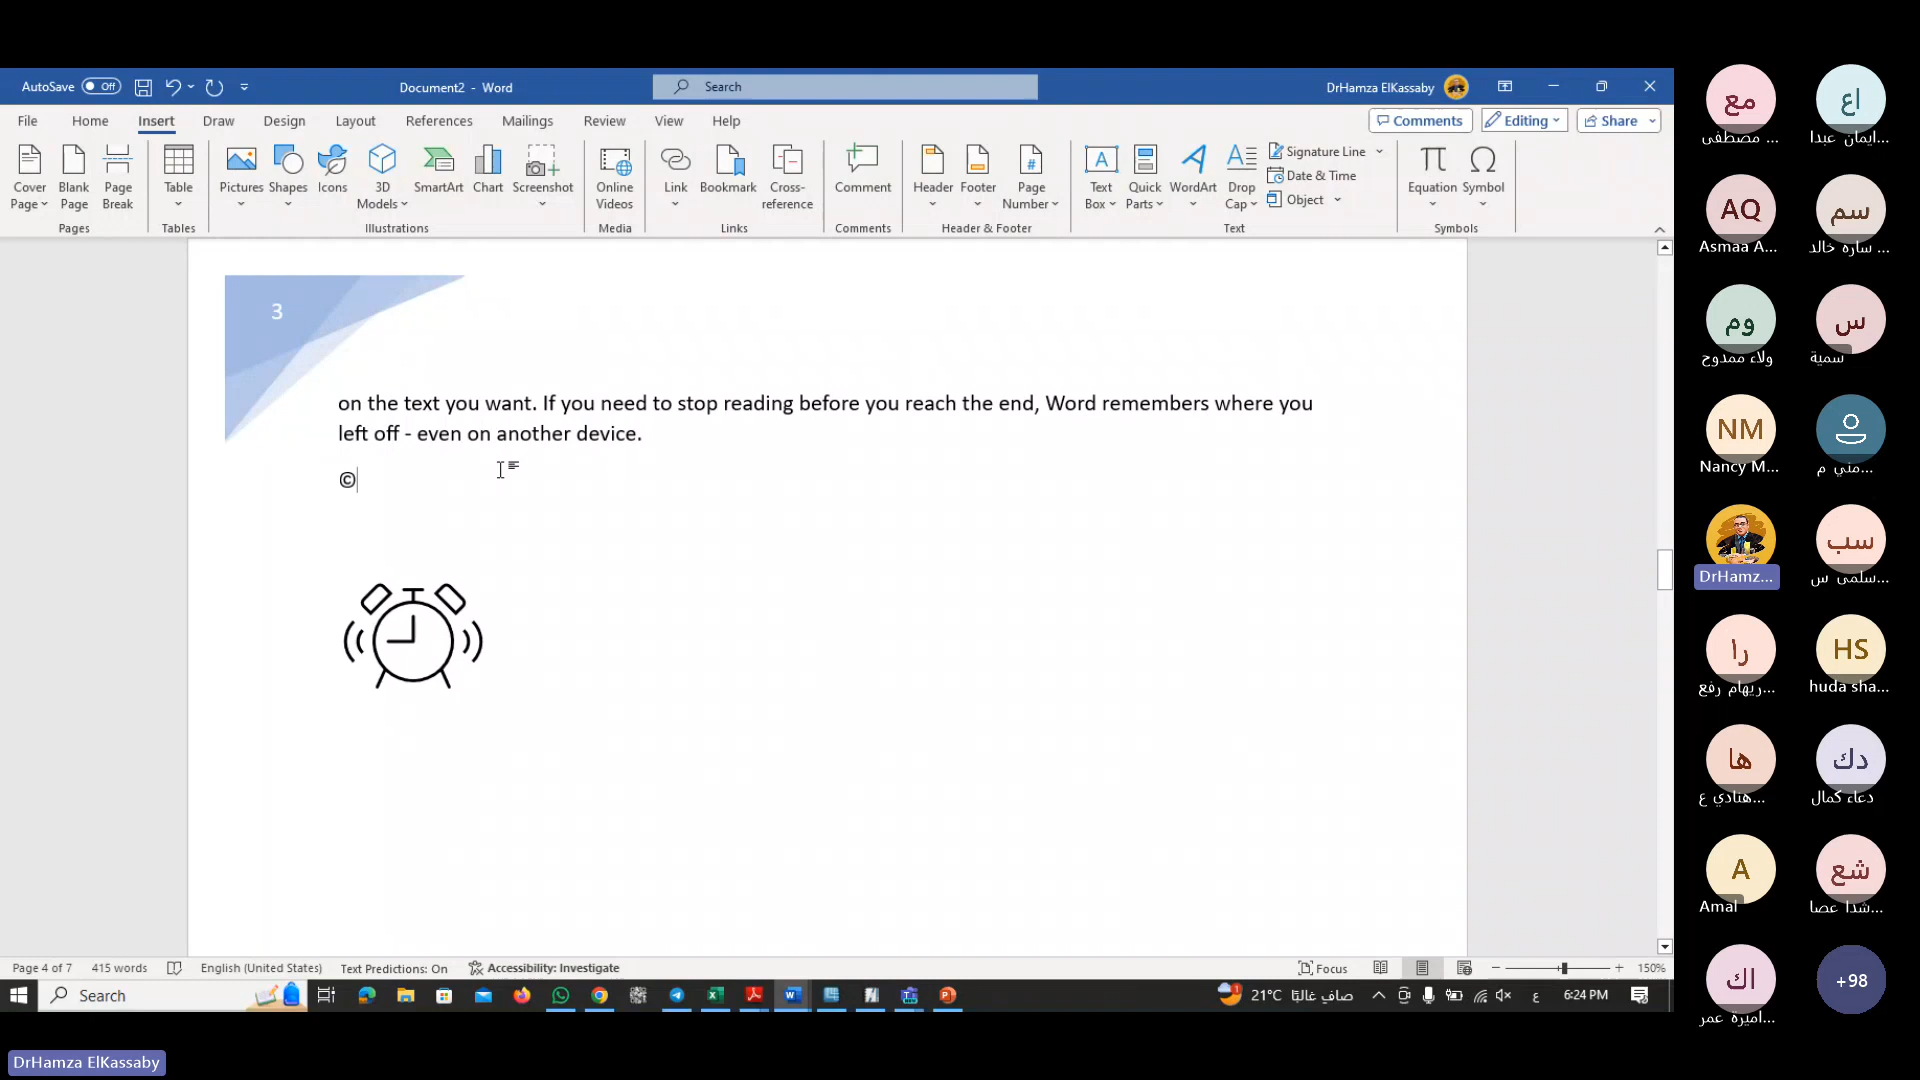 AutoSave Off
Document2 - Word
Search
DrHamza ElKassaby
File Home Insert Draw Design Layout References Mailings Review View Help
Comments Editing Share
Cover Page
Blank Page
Page Break
Table
Pictures
Shapes
Icons
3D Models
SmartArt
Chart
Screenshot
Online Videos
Link
Bookmark
Cross-reference
Comment
Header
Footer
Page Number
Text Box
Quick Parts
WordArt
Drop Cap
Signature Line
Date & Time
Object
Equation
Symbol
Pages
Tables
Illustrations
Media
Links
Comments
Header & Footer
Text
Symbols
3
on the text you want. If you need to stop reading before you reach the end, Word remembers where you
left off - even on another device.
©
Page 4 of 7 415 words English (United States) Text Predictions: On Accessibility: Investigate
Focus 150%
Search
21°C صاف غالبًا ع 6:24 PM
DrHamza ElKassaby
مع
مصطفى ...
اع
ايمان عبدا...
AQ
Asmaa A...
سم
ساره خالد ...
وم
ولاء ممدوح
س
سمية
NM
Nancy M...
مني م...
DrHamz...
سب
سلمى س...
را
ريهام رفع...
HS
huda sha...
ها
هنادي ع...
دك
دعاء كمال
A
Amal
شع
شدا عصا...
اك
اميرة عمر...
+98